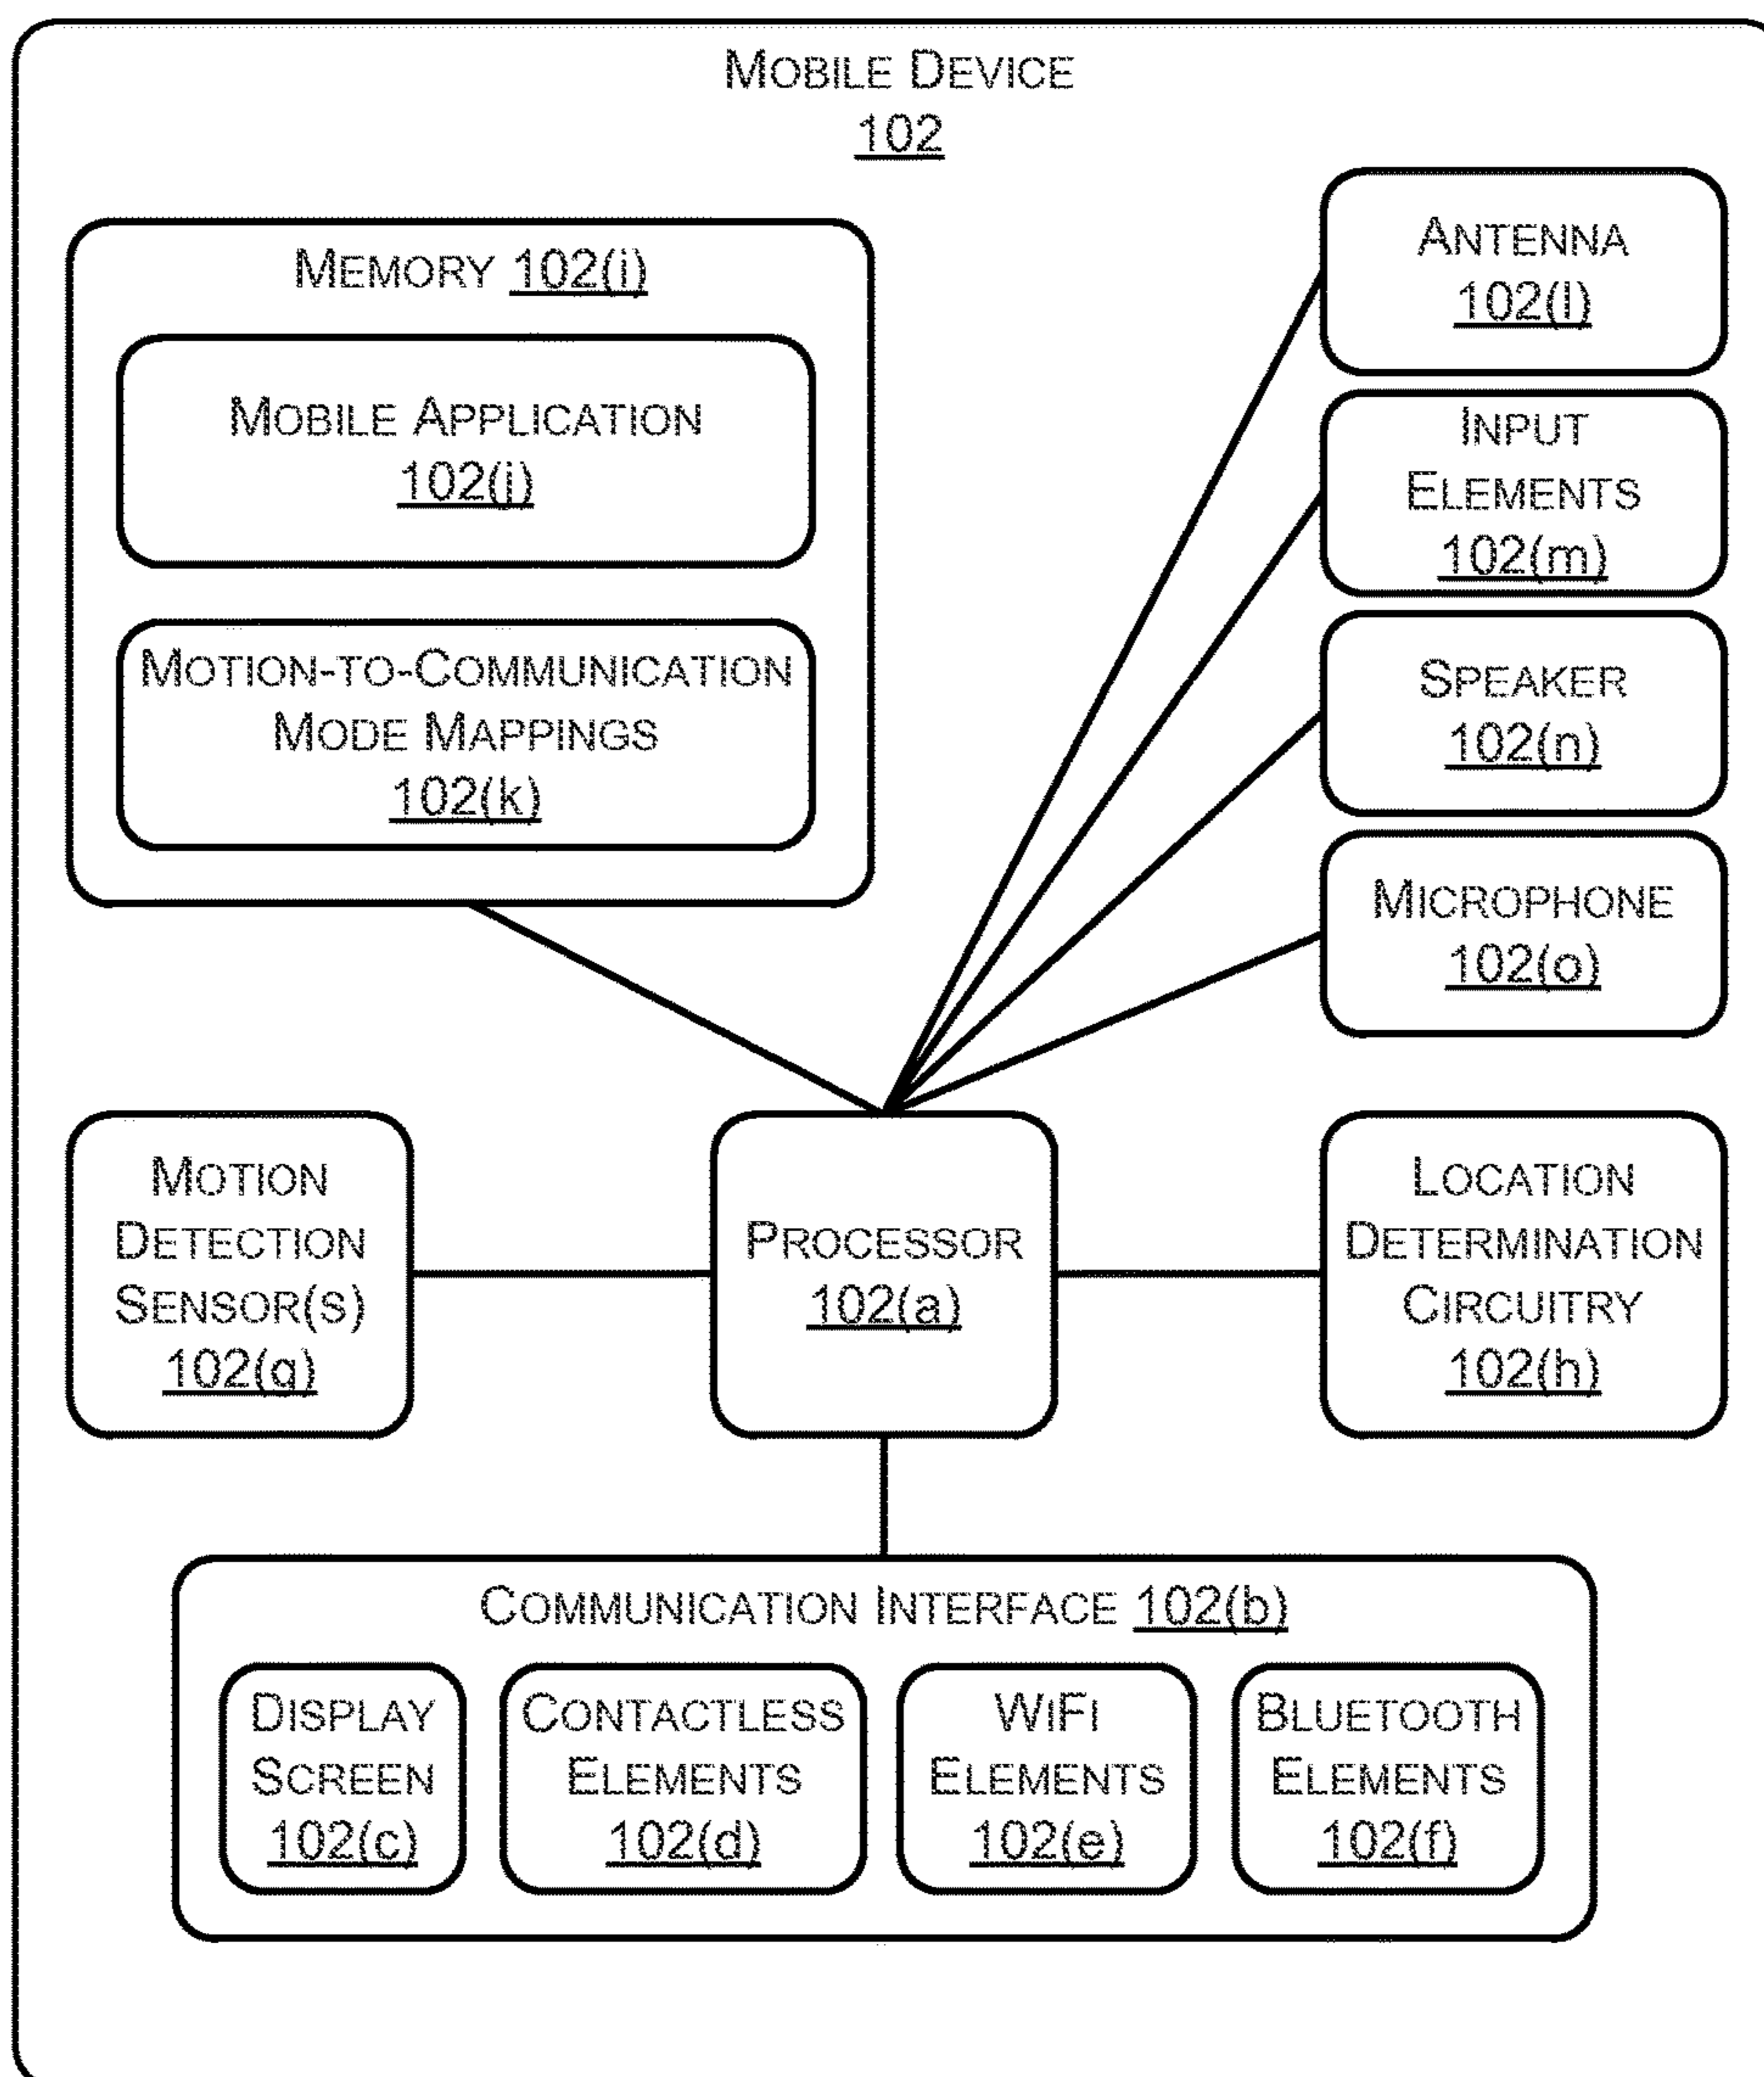 MOBILE DEVICE
102
MEMORY 102(i)
MOBILE APPLICATION
102(j)
MOTION-TO-COMMUNICATION
MODE MAPPINGS
102(k)
ANTENNA
102(l)
INPUT
ELEMENTS
102(m)
SPEAKER
102(n)
MICROPHONE
102(o)
MOTION
DETECTION
SENSOR(S)
102(g)
PROCESSOR
102(a)
LOCATION
DETERMINATION
CIRCUITRY
102(h)
COMMUNICATION INTERFACE 102(b)
DISPLAY
SCREEN
102(c)
CONTACTLESS
ELEMENTS
102(d)
WIFI
ELEMENTS
102(e)
BLUETOOTH
ELEMENTS
102(f)